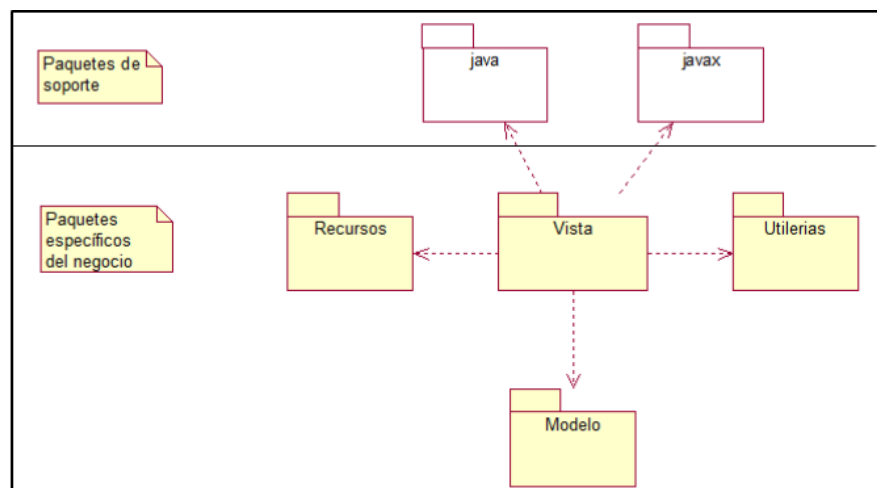 Paquetes de
soporte
java
javax
Paquetes
específicos
del negocio
Recursos
Vista
Utilerias
Modelo